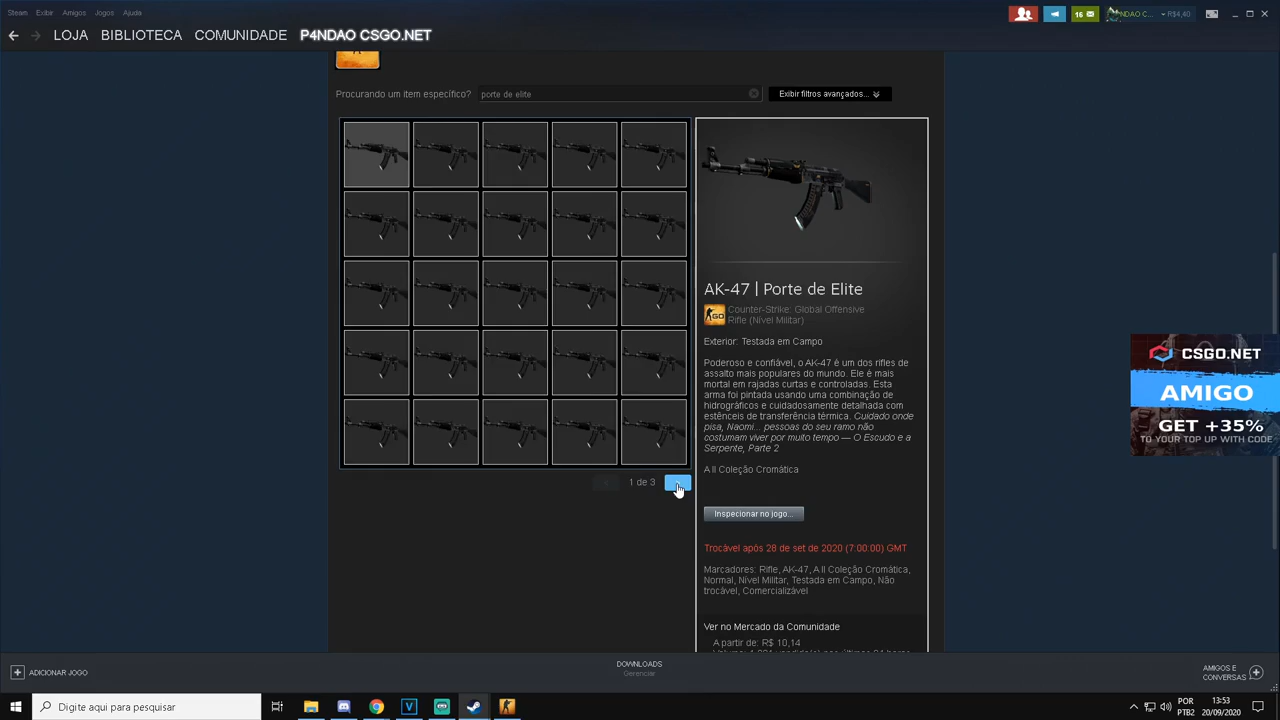 Steam Exibir Amigos Jogos Ajuda
16
R$4,40
LOJA BIBLIOTECA COMUNIDADE P4NDAO CSGO.NET
Procurando um item específico? porte de elite Exibir filtros avançados...
AK-47 | Porte de Elite
Counter-Strike: Global Offensive
Rifle (Nível Militar)
Exterior: Testada em Campo
Poderoso e confiável, o AK-47 é um dos rifles de
assalto mais populares do mundo. Ele é mais
mortal em rajadas curtas e controladas. Esta
arma foi pintada usando uma combinação de
hidrográficos e cuidadosamente detalhada com
estênceis de transferência térmica. Cuidado onde
pisa, Naomi... pessoas do seu ramo não
costumam viver por muito tempo — O Escudo e a
Serpente, Parte 2
A II Coleção Cromática
1 de 3
Inspecionar no jogo...
Trocável após 28 de set de 2020 (7:00:00) GMT
Marcadores: Rifle, AK-47, A II Coleção Cromática,
Normal, Nível Militar, Testada em Campo, Não
trocável, Comercializável
Ver no Mercado da Comunidade
A partir de: R$ 10,14
CSGO.NET
AMIGO
GET +35%
TO YOUR TOP UP WITH CODE
ADICIONAR JOGO
DOWNLOADS
Gerenciar
AMIGOS E
CONVERSAS
Digite aqui para pesquisar
POR
PTB2
13:53
20/09/2020